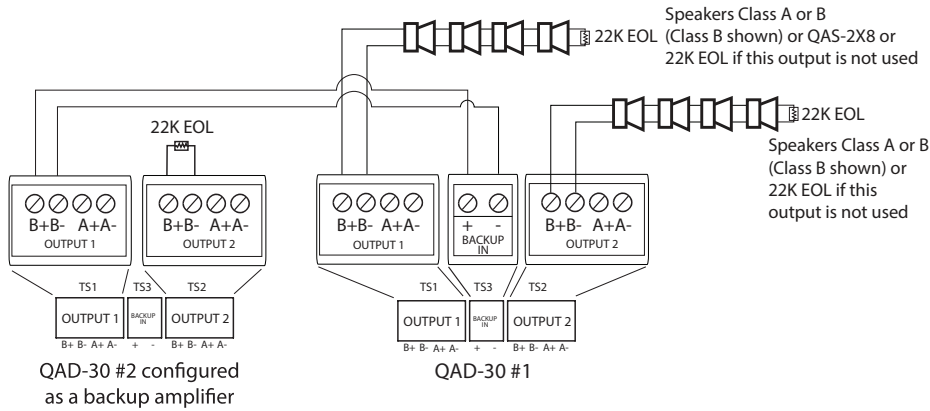 Speakers Class A or B
22K EOL (Class B shown) or QAS-2X8 or
22K EOL if this output is not used
22K EOL
22K EOL
Speakers Class A or B
(Class B shown) or
22K EOL if this
output is not used
B+B- A+A-
OUTPUT 1
B+B- A+A-
OUTPUT 2
B+B- A+A-
OUTPUT 1
+ -
BACKUP
IN
B+B- A+A-
OUTPUT 2
TS1 TS3 TS2
OUTPUT 1
BACKUP
IN
OUTPUT 2
B+ B- A+ A- + - B+ B- A+ A-
QAD-30 #2 configured
as a backup amplifier
TS1 TS3 TS2
OUTPUT 1
BACKUP
IN
OUTPUT 2
B+ B- A+ A- + - B+ B- A+ A-
QAD-30 #1